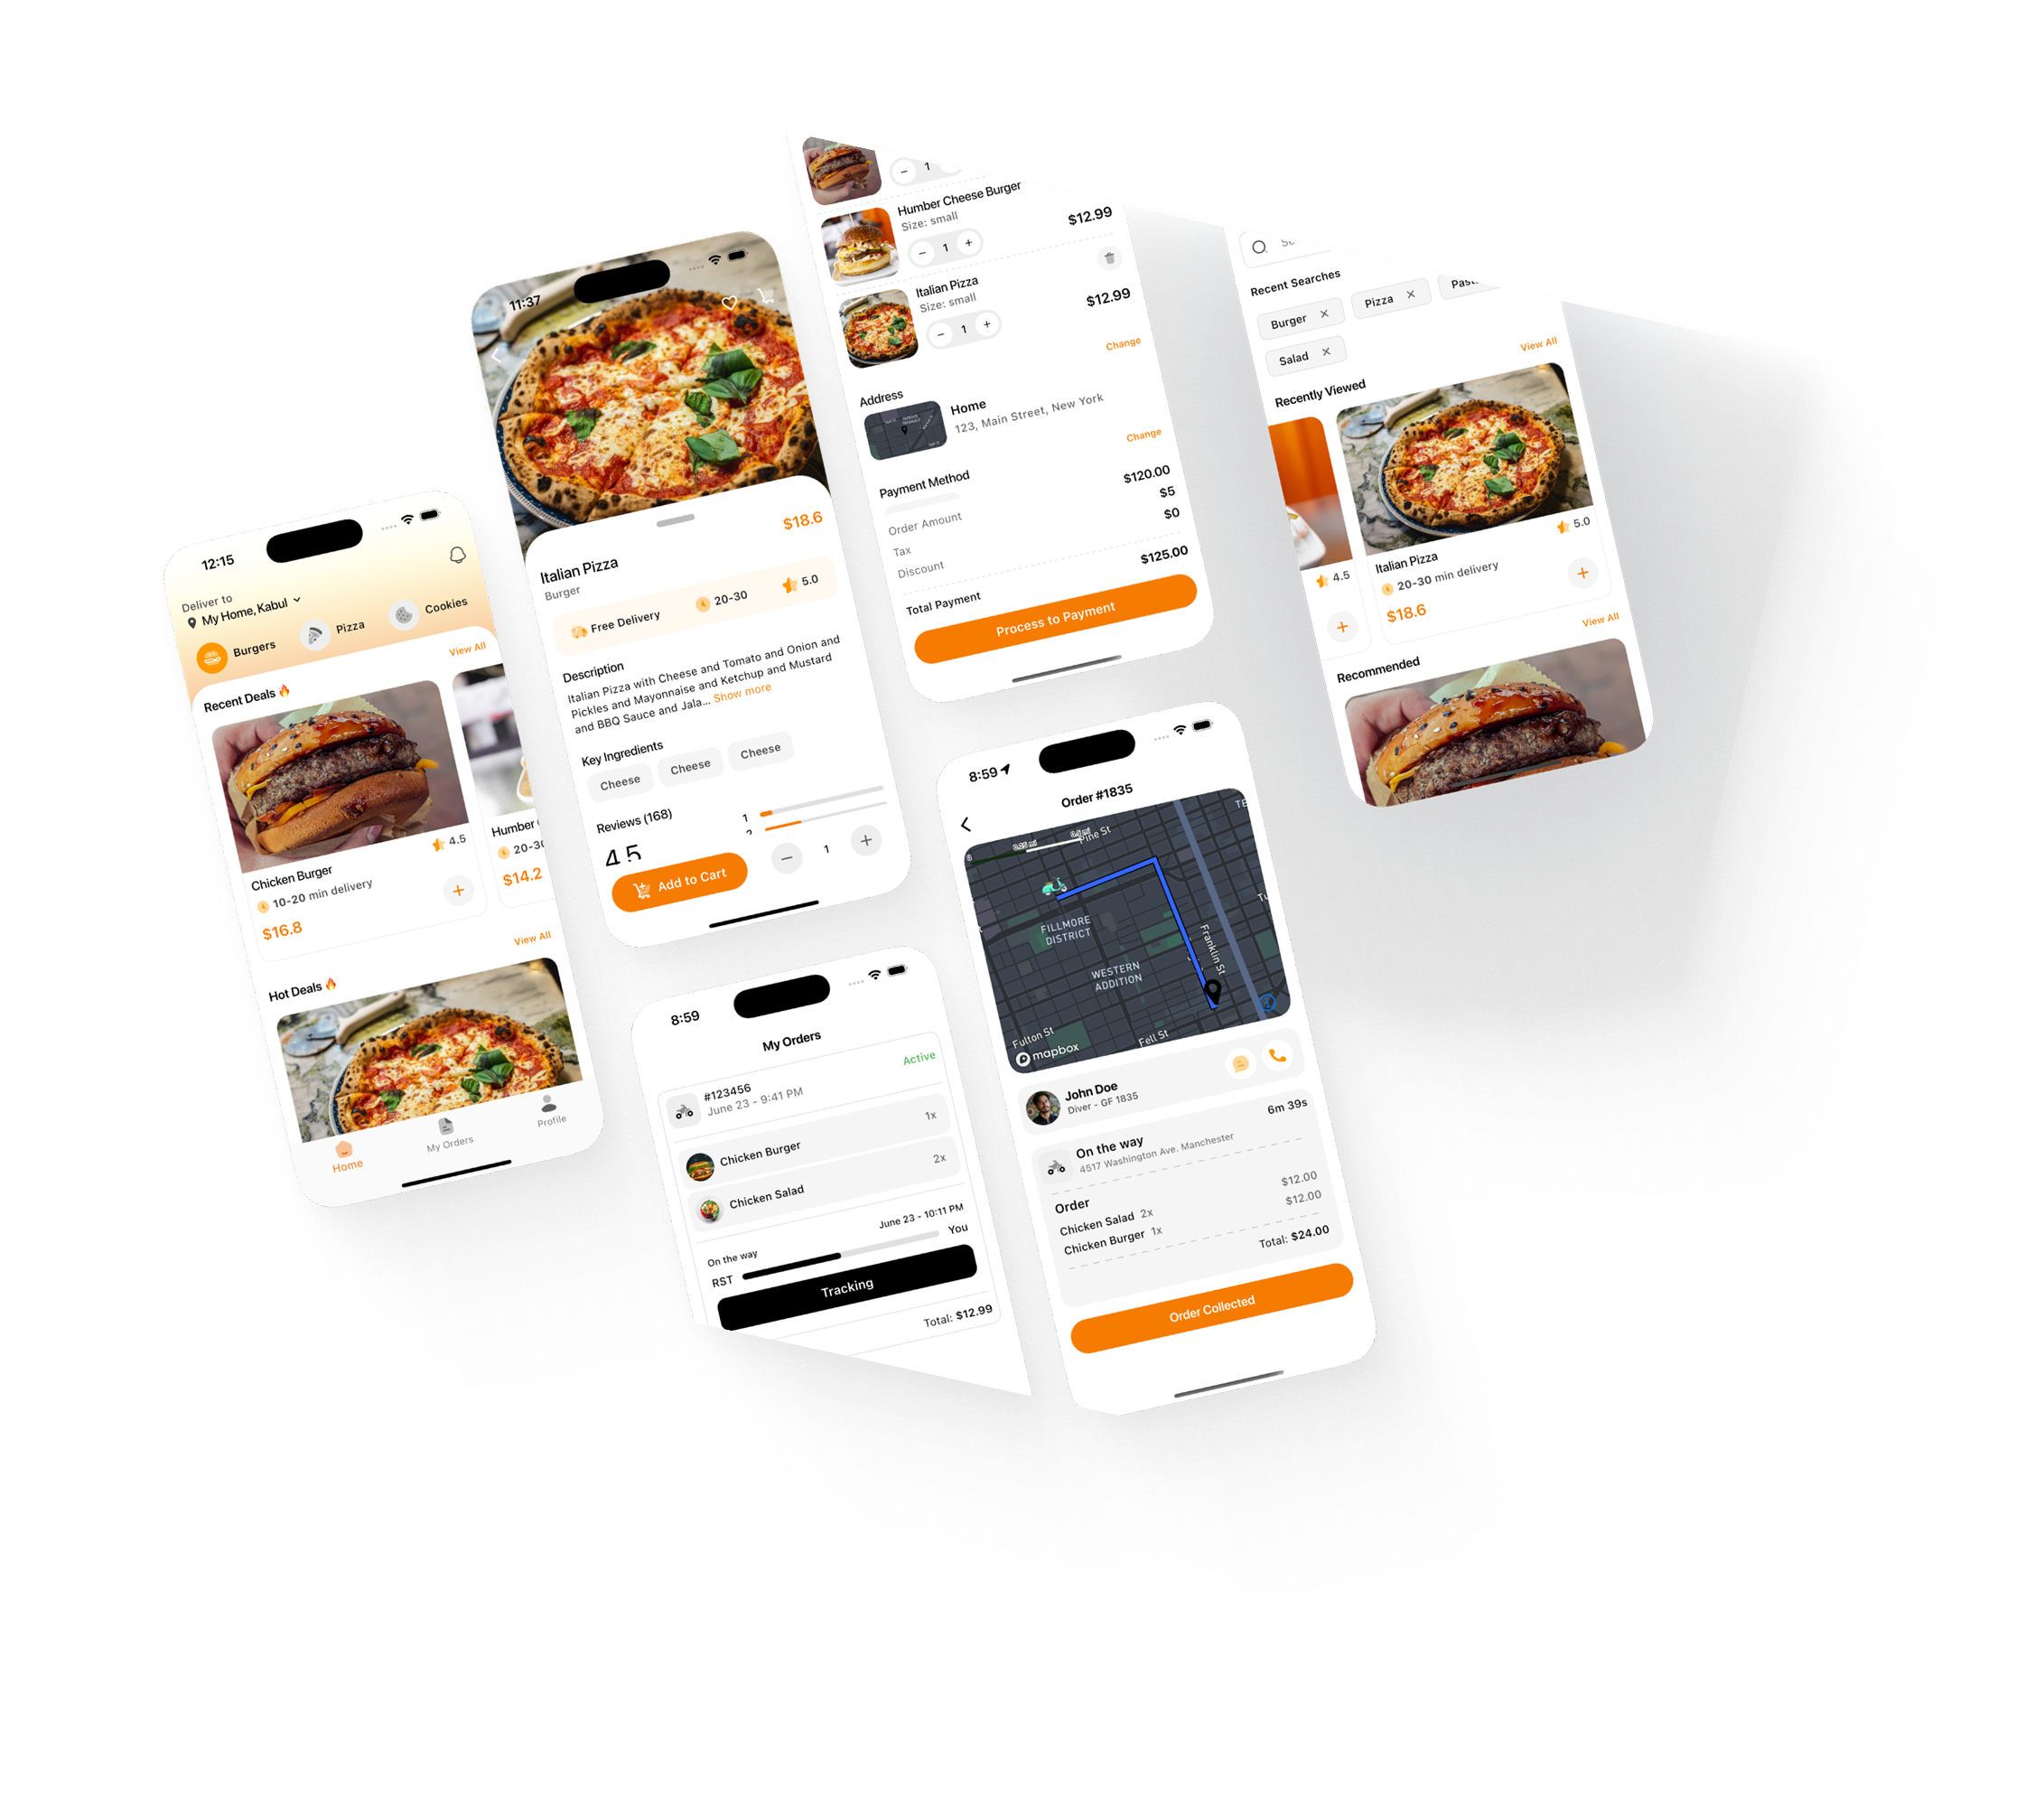 12:15
Deliver to
My Home, Kabul
Burgers
Pizza
Cookies
Recent Deals
View All
Chicken Burger
4.5
10-20 min delivery
$16.8
Humber
20-30
$14.2
Hot Deals
View All
Home
My Orders
Profile
11:37
Italian Pizza
$18.6
Burger
Free Delivery
20-30
5.0
Description
Italian Pizza with Cheese and Tomato and Onion and
Pickles and Mayonnaise and Ketchup and Mustard
and BBQ Sauce and Jala... Show more
Key Ingredients
Cheese
Cheese
Cheese
Reviews (168)
1
2
4.5
Add to Cart
1
1
Humber Cheese Burger
Size: small
1
$12.99
Italian Pizza
Size: small
1
$12.99
Address
Change
Home
123, Main Street, New York
Payment Method
Change
Order Amount
$120.00
Tax
$5
Discount
$0
Total Payment
$125.00
Process to Payment
Recent Searches
Burger
Pizza
Salad
Recently Viewed
View All
4.5
Italian Pizza
5.0
20-30 min delivery
$18.6
Recommended
View All
8:59
My Orders
#123456
Active
June 23 - 9:41 PM
Chicken Burger
1x
Chicken Salad
2x
On the way
June 23 - 10:11 PM
RST
You
Tracking
Total: $12.99
8:59
Order #1835
0
0.25 mi
0.5 mi
Pine St
TE
Tu
FILLMORE
DISTRICT
WESTERN
ADDITION
Franklin St
Fulton St
Fell St
mapbox
John Doe
Diver - GF 1835
On the way
6m 39s
4517 Washington Ave. Manchester
Order
Chicken Salad 2x
$12.00
Chicken Burger 1x
$12.00
Total: $24.00
Order Collected